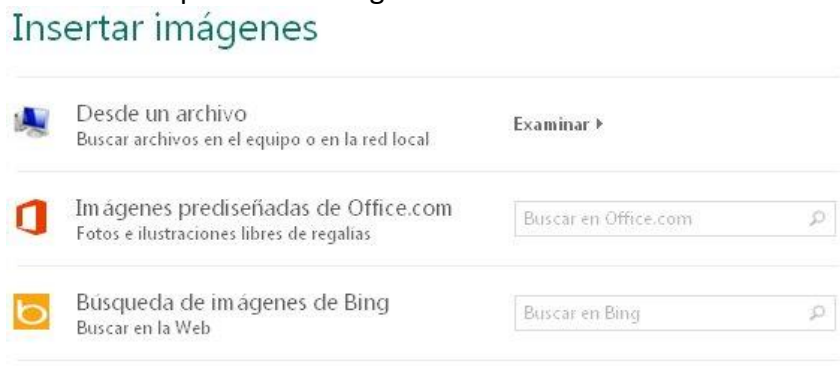 Insertar imágenes
Desde un archivo
Buscar archivos en el equipo o en la red local
Examinar
Imágenes prediseñadas de Office.com
Fotos e ilustraciones libres de regalias
Buscar en Office.com
Búsqueda de imágenes de Bing
Buscar en la Web
Buscar en Bing